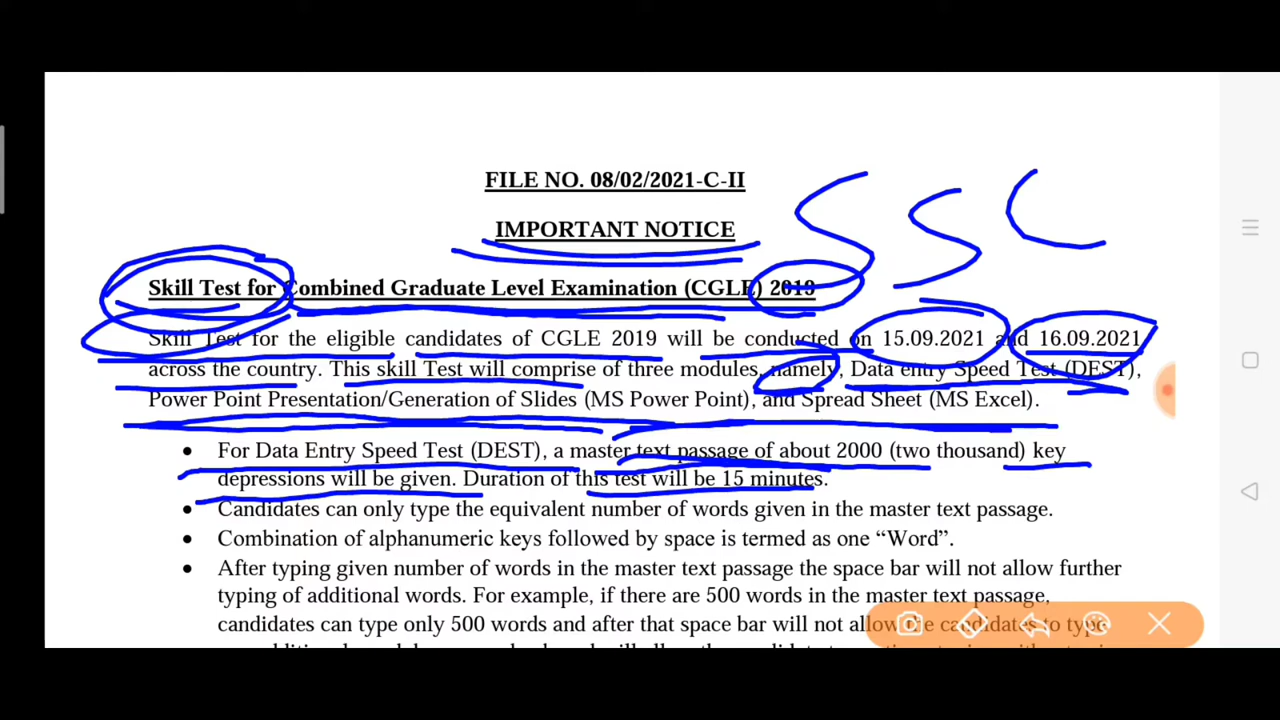 FILE NO. 08/02/2021-C-II
IMPORTANT NOTICE
SSC
Skill Test for Combined Graduate Level Examination (CGLE) 2019
Skill Test for the eligible candidates of CGLE 2019 will be conducted on 15.09.2021 and 16.09.2021
across the country. This skill Test will comprise of three modules, namely, Data entry Speed Test (DEST),
Power Point Presentation/Generation of Slides (MS Power Point), and Spread Sheet (MS Excel).
• For Data Entry Speed Test (DEST), a master text passage of about 2000 (two thousand) key
depressions will be given. Duration of this test will be 15 minutes.
• Candidates can only type the equivalent number of words given in the master text passage.
• Combination of alphanumeric keys followed by space is termed as one “Word”.
• After typing given number of words in the master text passage the space bar will not allow further
typing of additional words. For example, if there are 500 words in the master text passage,
candidates can type only 500 words and after that space bar will not allow the candidates to type